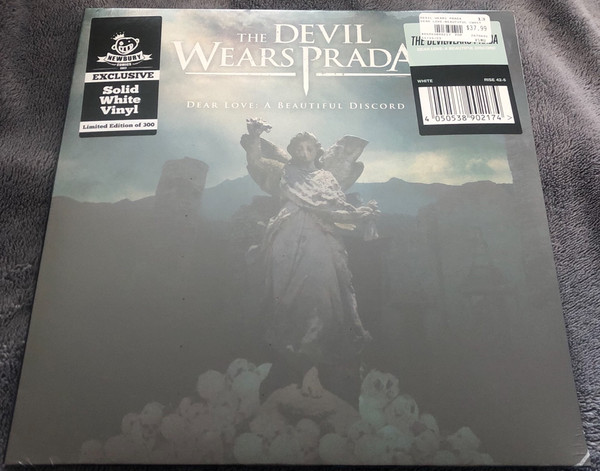 THE DEVIL
WEARS PRADA
DEAR LOVE: A BEAUTIFUL DISCORD
NEWBURY
COMICS
EXCLUSIVE
Solid
White
Vinyl
Limited Edition of 300
DEVIL WEARS PRADA
$37.99
WHITE
RISE 42-6
4 050538 902174 >